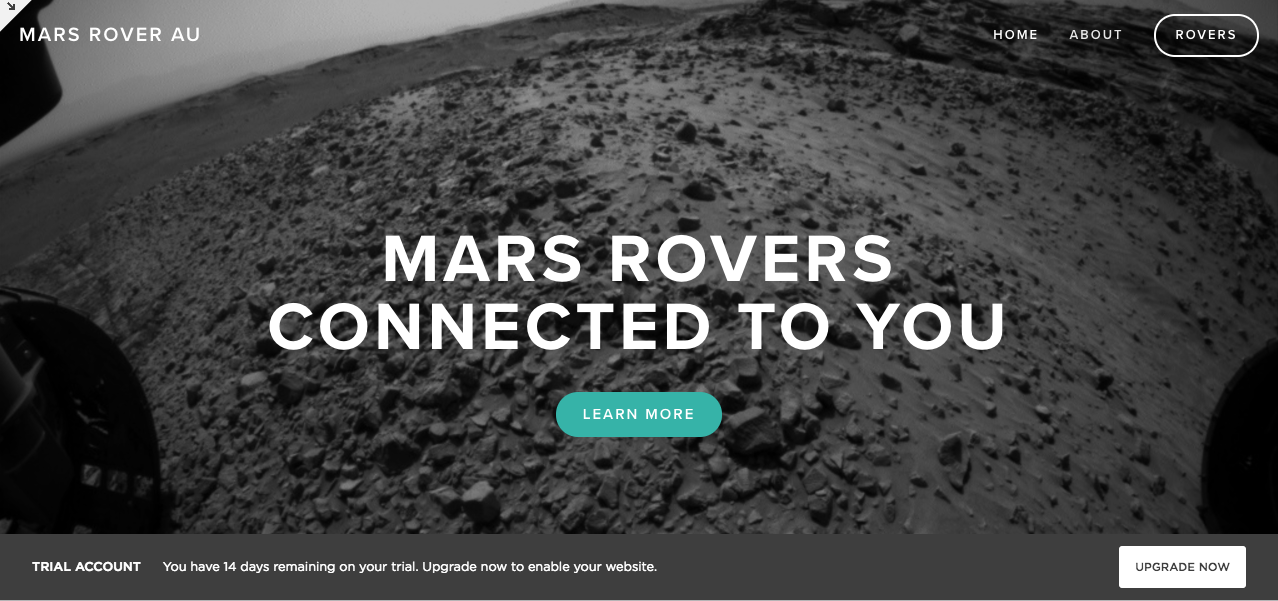 MARS ROVER AU
HOME ABOUT ROVERS
MARS ROVERS
CONNECTED TO YOU
LEARN MORE
TRIAL ACCOUNT You have 14 days remaining on your trial. Upgrade now to enable your website.
UPGRADE NOW